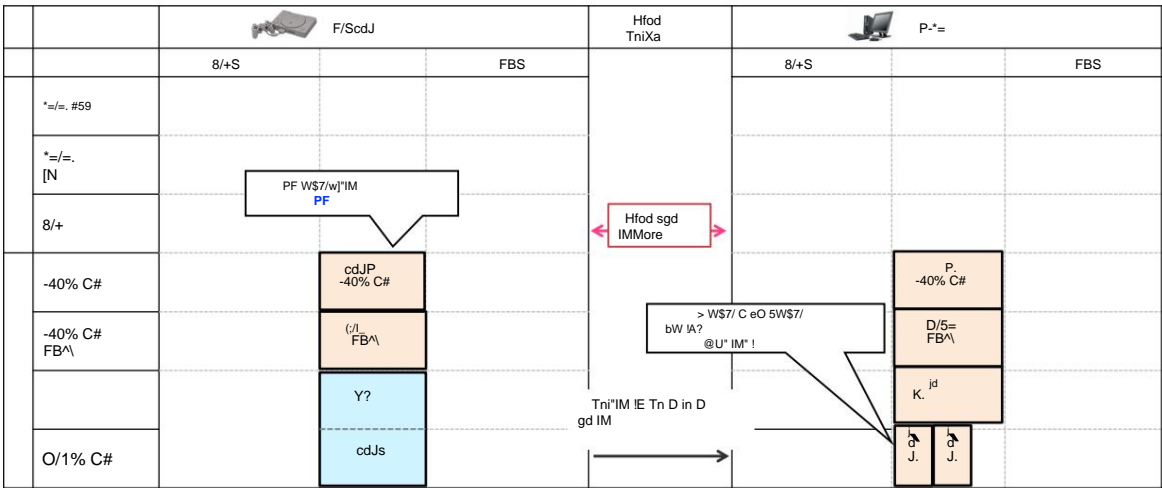 F/ScdJ
Hfod
TniXa
P-*=
8/+S
FBS
8/+S
FBS
*=/=. #59
*=/=.
[N
PF W$7/w]"IM
PF
8/+
Hfod sgd
IMMore
-40% C#
cdJP
-40% C#
P.
-40% C#
> W$7/ C eO 5W$7/
bW !A?
@U" IM" !
-40% C#
FB^\
(;/I_
FB^\
D/5=
FB^\
Y?
K. jd
Tni"IM !E Tn D in D
gd IM
O/1% C#
cdJs
d
J.
d
J.